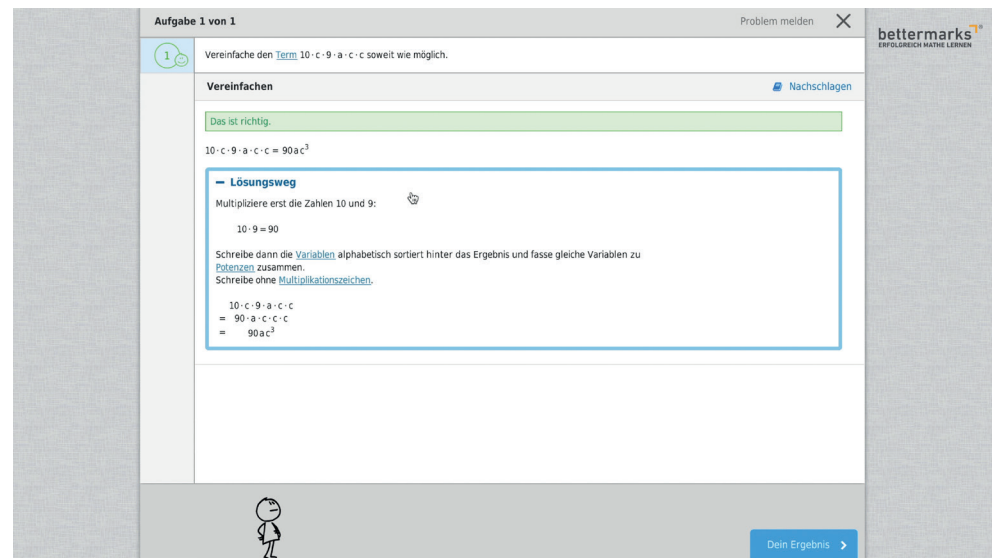 Aufgabe 1 von 1
Problem melden
bettermarks
ERFOLGREICH MATHE LERNEN
1
Vereinfache den Term 10·c·9·a·c·c soweit wie möglich.
Vereinfachen
Nachschlagen
Das ist richtig.
10·c·9·a·c·c = 90ac³
– Lösungsweg
Multipliziere erst die Zahlen 10 und 9:
10·9 = 90
Schreibe dann die Variablen alphabetisch sortiert hinter das Ergebnis und fasse gleiche Variablen zu
Potenzen zusammen.
Schreibe ohne Multiplikationszeichen.
10·c·9·a·c·c
= 90·a·c·c·c
= 90ac³
Dein Ergebnis